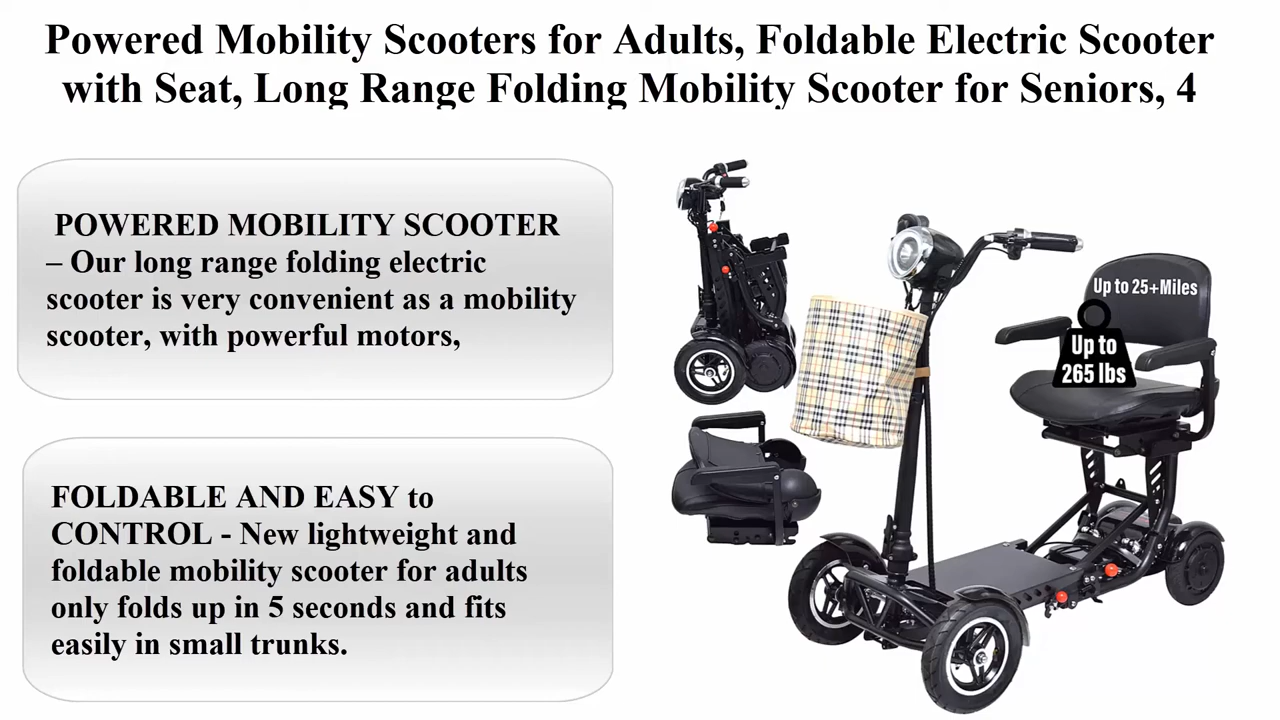 Powered Mobility Scooters for Adults, Foldable Electric Scooter
with Seat, Long Range Folding Mobility Scooter for Seniors, 4
POWERED MOBILITY SCOOTER
– Our long range folding electric
scooter is very convenient as a mobility
scooter, with powerful motors,
FOLDABLE AND EASY to
CONTROL - New lightweight and
foldable mobility scooter for adults
only folds up in 5 seconds and fits
easily in small trunks.
Up to 25+Miles
Up to
265 lbs